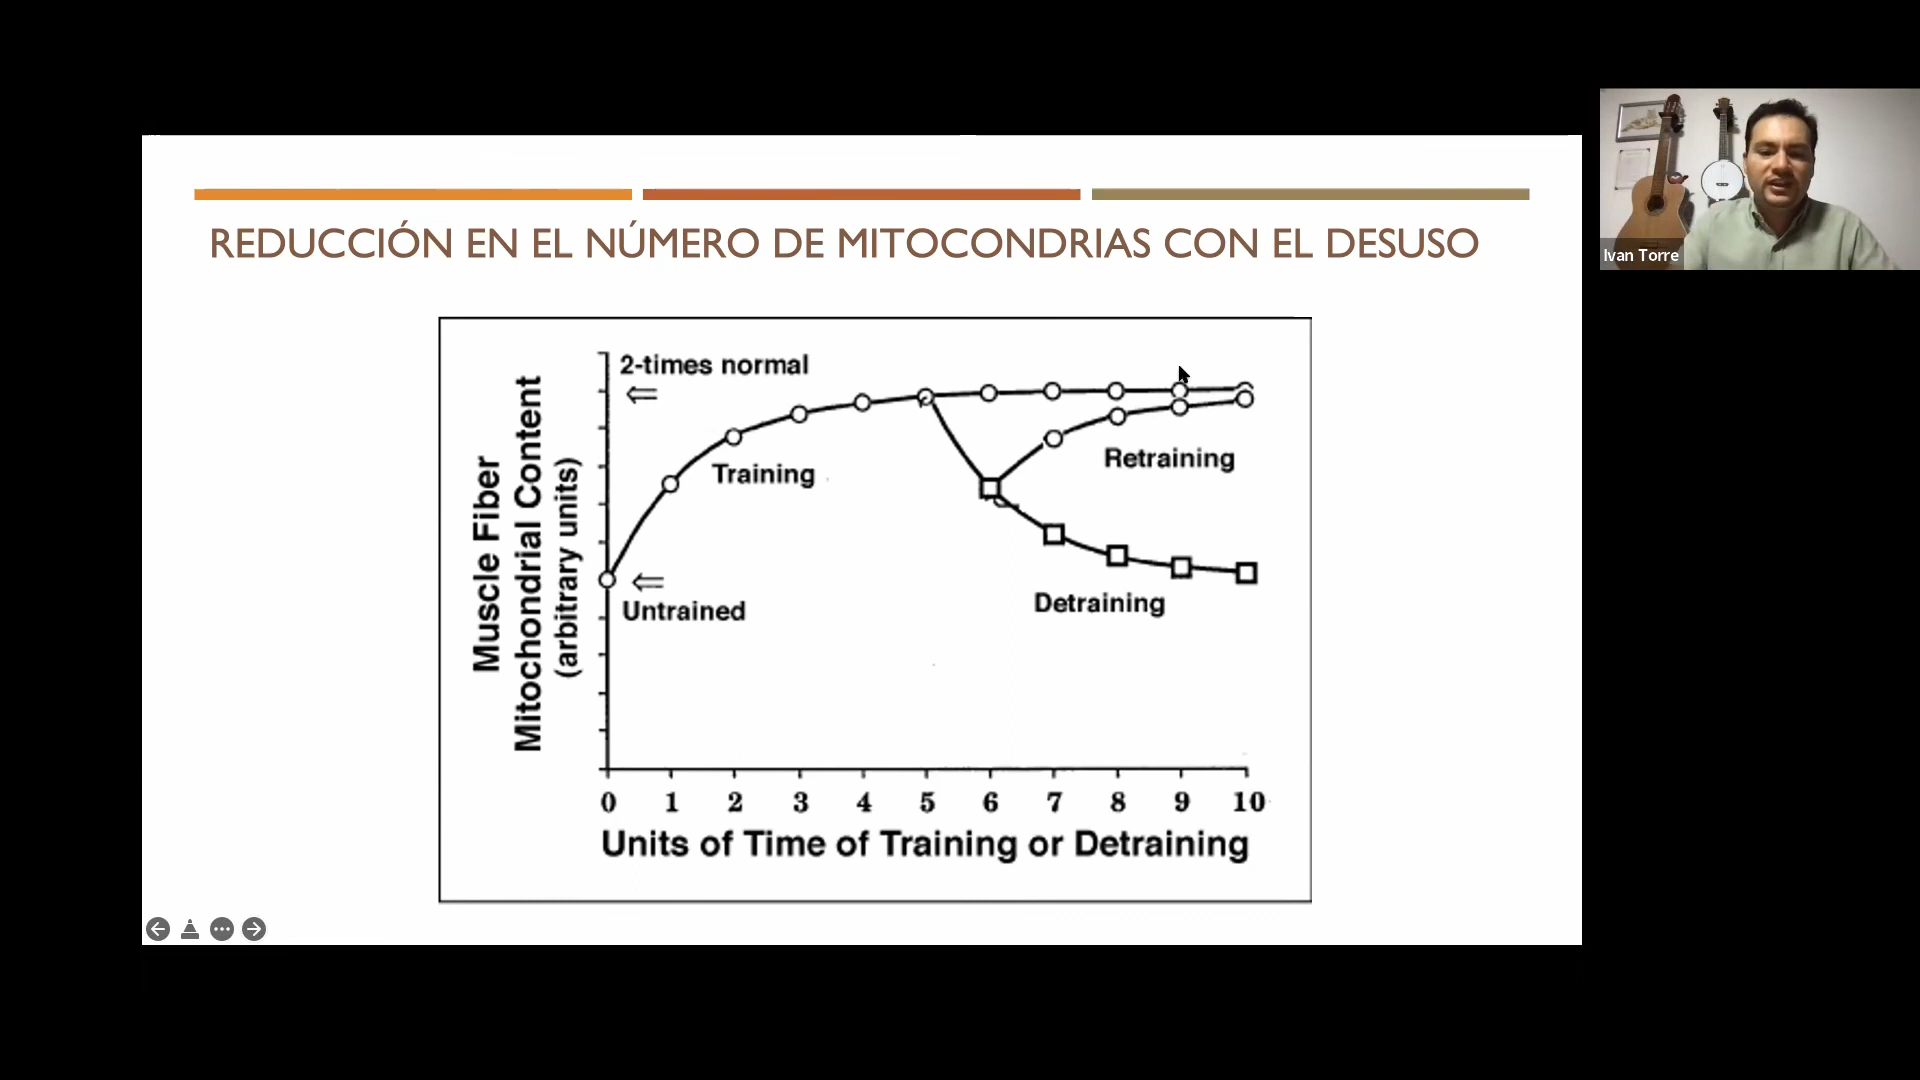 REDUCCIÓN EN EL NÚMERO DE MITOCONDRIAS CON EL DESUSO
Ivan Torre
2-times normal
Muscle Fiber
Mitochondrial Content
(arbitrary units)
Training
Retraining
Untrained
Detraining
0 1 2 3 4 5 6 7 8 9 10
Units of Time of Training or Detraining